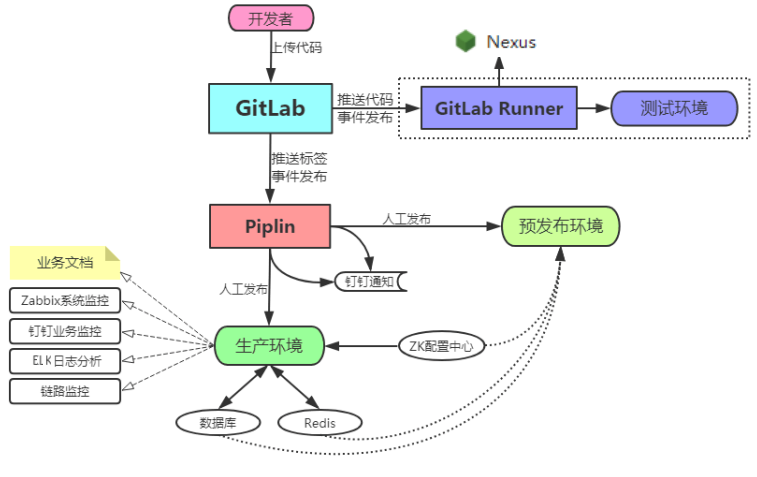 开发者
上传代码
Nexus
GitLab
推送代码
事件发布
GitLab Runner
测试环境
推送标签
事件发布
Piplin
人工发布
预发布环境
业务文档
钉钉通知
人工发布
Zabbix系统监控
钉钉业务监控
ELK日志分析
链路监控
生产环境
ZK配置中心
数据库
Redis